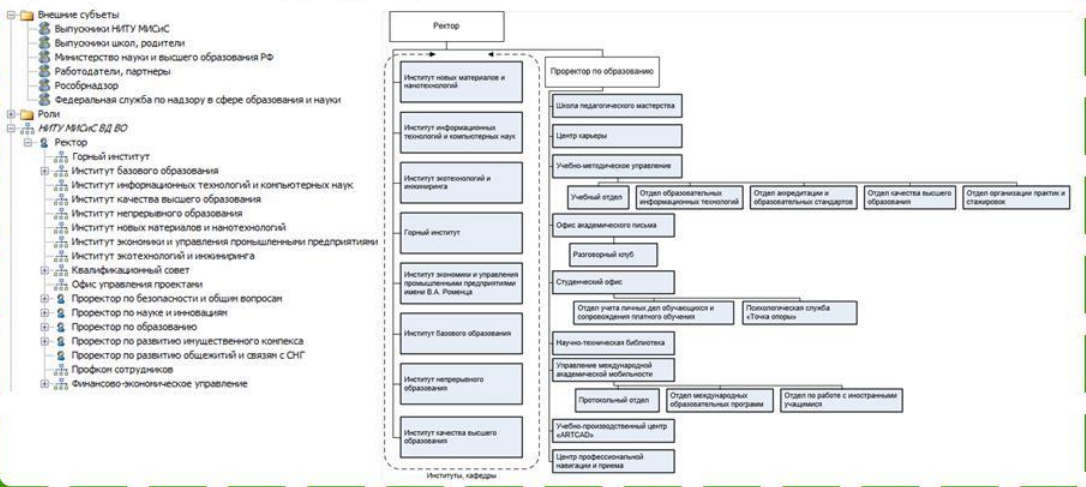 Внешние субъеты
Выпускники НИТУ МИСиС
Выпускники школ, родители
Министерство науки и высшего образования РФ
Работодатели, партнеры
Рособрнадзор
Федеральная служба по надзору в сфере образования и науки
Роли
НИТУ МИСиС ВД ВО
Ректор
Горный институт
Институт базового образования
Институт информационных технологий и компьютерных наук
Институт качества высшего образования
Институт непрерывного образования
Институт новых материалов и нанотехнологий
Институт экономики и управления промышленными предприятиями
Институт экотехнологий и инжиниринга
Квалификационный совет
Офис управления проектами
Проректор по безопасности и общим вопросам
Проректор по науке и инновациям
Проректор по образованию
Проректор по развитию имущественного компекса
Проректор по развитию общежитий и связям с СНГ
Профком сотрудников
Финансово-экономическое управление
Ректор
Институт новых материалов и
нанотехнологий
Институт информационных
технологий и компьютерных наук
Институт экотехнологий и
инжиниринга
Горный институт
Институт экономики и управления
промышленными предприятиями
имени В.А. Роменца
Институт базового образования
Институт непрерывного
образования
Институт качества высшего
образования
Институты, кафедры
Проректор по образованию
Школа педагогического мастерства
Центр карьеры
Учебно-методическое управление
Учебный отдел
Отдел образовательных
информационных технологий
Отдел аккредитации и
образовательных стандартов
Отдел качества высшего
образования
Отдел организации практик и
стажировок
Офис академического письма
Разговорный клуб
Студенческий офис
Отдел учета личных дел обучающихся и
сопровождения платного обучения
Психологическая служба
«Точка опоры»
Научно-техническая библиотека
Управление международной
академической мобильности
Протокольный отдел
Отдел международных
образовательных программ
Отдел по работе с иностранными
учащимися
Учебно-производственный центр
«ARTCAD»
Центр профессиональной
навигации и приема